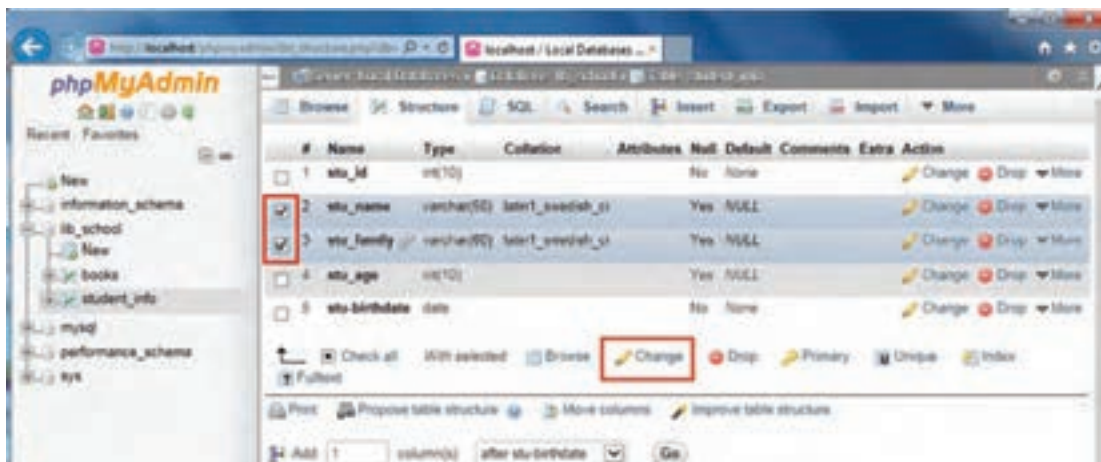 localhost
localhost / Local Databases ...
phpMyAdmin
Recent Favorites
New
information_schema
lib_school
New
books
student_info
mysql
performance_schema
sys
Browse Structure SQL Search Insert Export Import More
# Name Type Collation Attributes Null Default Comments Extra Action
1 stu_id int(10) No None Change Drop More
2 stu_name varchar(50) latin1_swedish_ci Yes NULL Change Drop More
3 stu_family latin1_swedish_ci Yes NULL Change Drop More
4 stu_age int(10) Yes NULL Change Drop More
5 stu-birthdate date No None Change Drop More
Check all With selected Browse Change Drop Primary Unique Index
Fulltext
Print Propose table structure Move columns Improve table structure
Add 1 column(s) after stu-birthdate Go